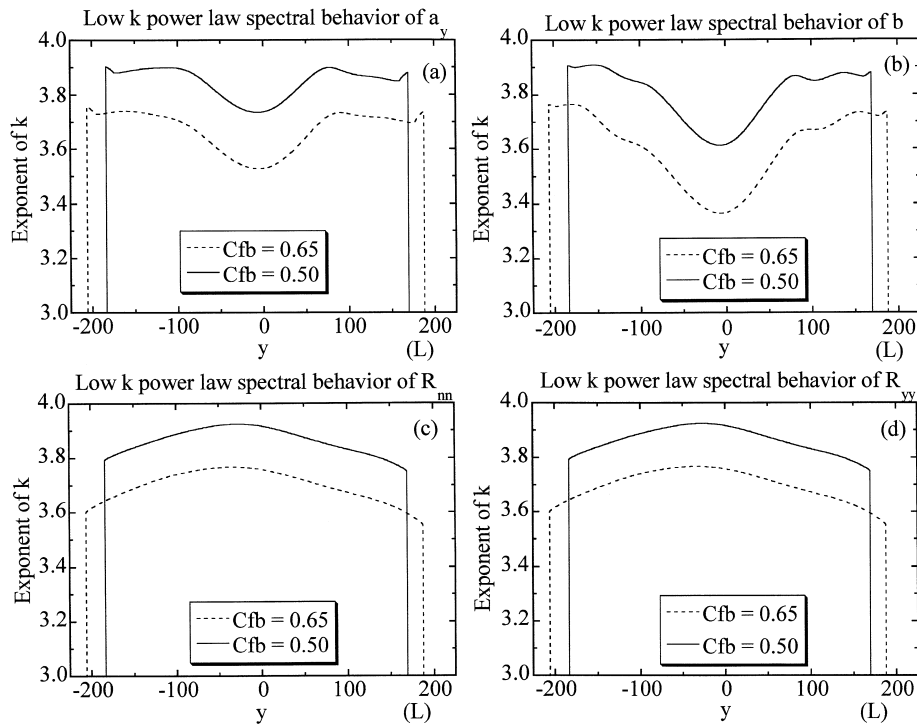 Low k power law spectral behavior of a_y
(a)
Exponent of k
4.0
3.8
3.6
3.4
3.2
3.0
Cfb = 0.65
Cfb = 0.50
-200 -100 0 100 200
y (L)
Low k power law spectral behavior of b
(b)
Exponent of k
4.0
3.8
3.6
3.4
3.2
3.0
Cfb = 0.65
Cfb = 0.50
-200 -100 0 100 200
y (L)
Low k power law spectral behavior of R_nn
(c)
Exponent of k
4.0
3.8
3.6
3.4
3.2
3.0
Cfb = 0.65
Cfb = 0.50
-200 -100 0 100 200
y (L)
Low k power law spectral behavior of R_yy
(d)
Exponent of k
4.0
3.8
3.6
3.4
3.2
3.0
Cfb = 0.65
Cfb = 0.50
-200 -100 0 100 200
y (L)